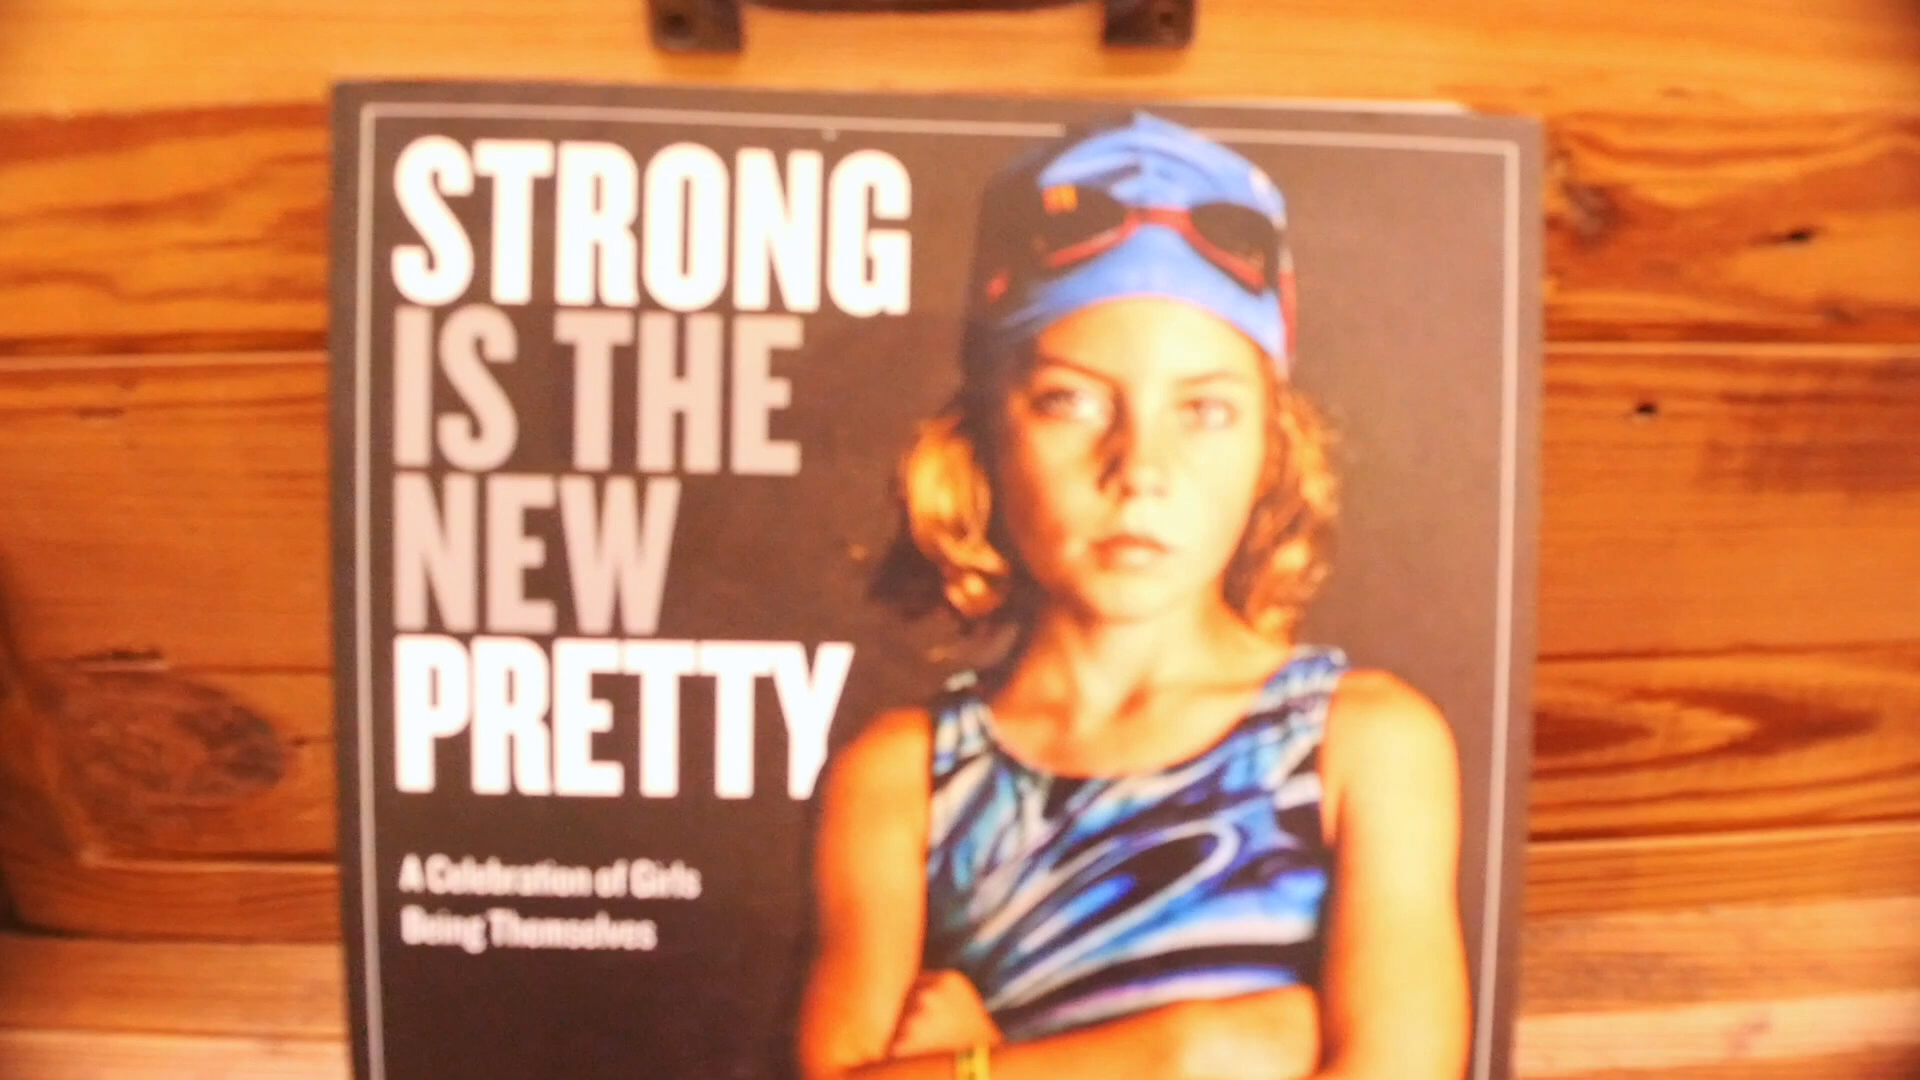 STRONG
IS THE
NEW
PRETTY
A Celebration of Girls
Being Themselves